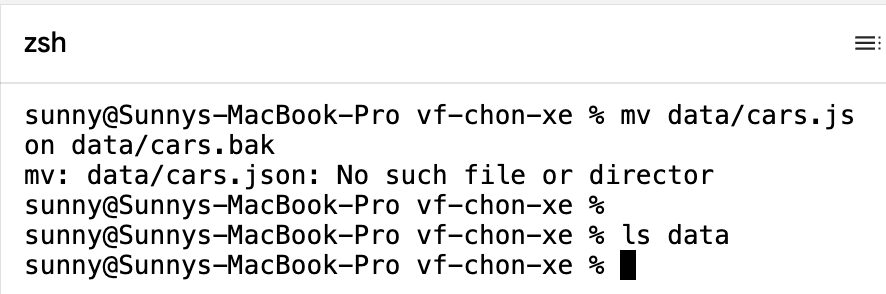 zsh
sunny@Sunnys-MacBook-Pro vf-chon-xe % mv data/cars.js
on data/cars.bak
mv: data/cars.json: No such file or director
sunny@Sunnys-MacBook-Pro vf-chon-xe %
sunny@Sunnys-MacBook-Pro vf-chon-xe % ls data
sunny@Sunnys-MacBook-Pro vf-chon-xe %